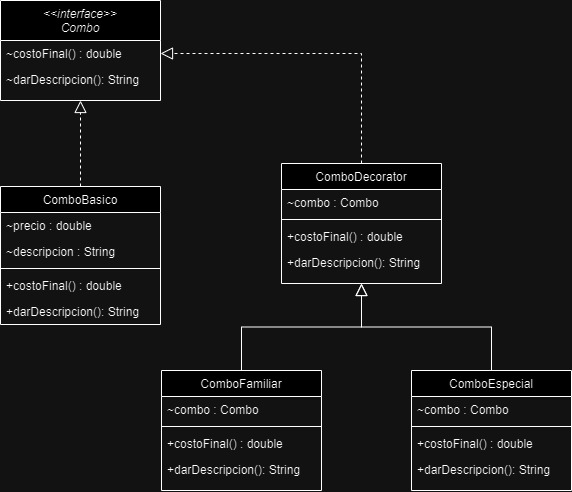 <<interface>>
Combo
~costoFinal() : double
~darDescripcion(): String
ComboBasico
~precio : double
~descripcion : String
+costoFinal() : double
+darDescripcion(): String
ComboDecorator
~combo : Combo
+costoFinal() : double
+darDescripcion(): String
ComboFamiliar
~combo : Combo
+costoFinal() : double
+darDescripcion(): String
ComboEspecial
~combo : Combo
+costoFinal() : double
+darDescripcion(): String